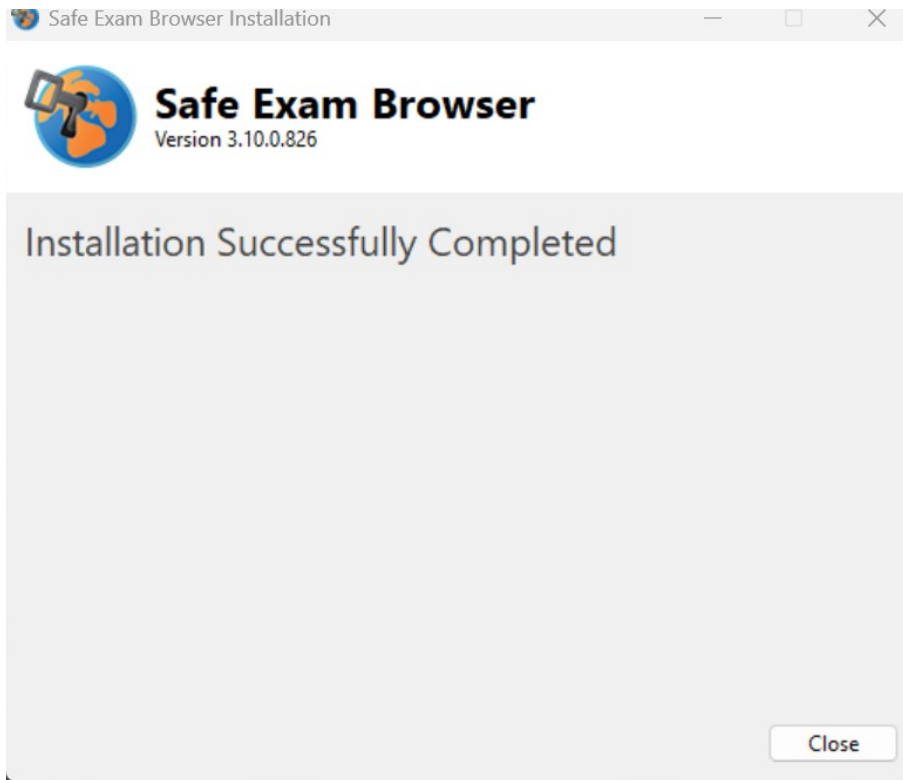 Safe Exam Browser Installation
Safe Exam Browser
Version 3.10.0.826
Installation Successfully Completed
Close